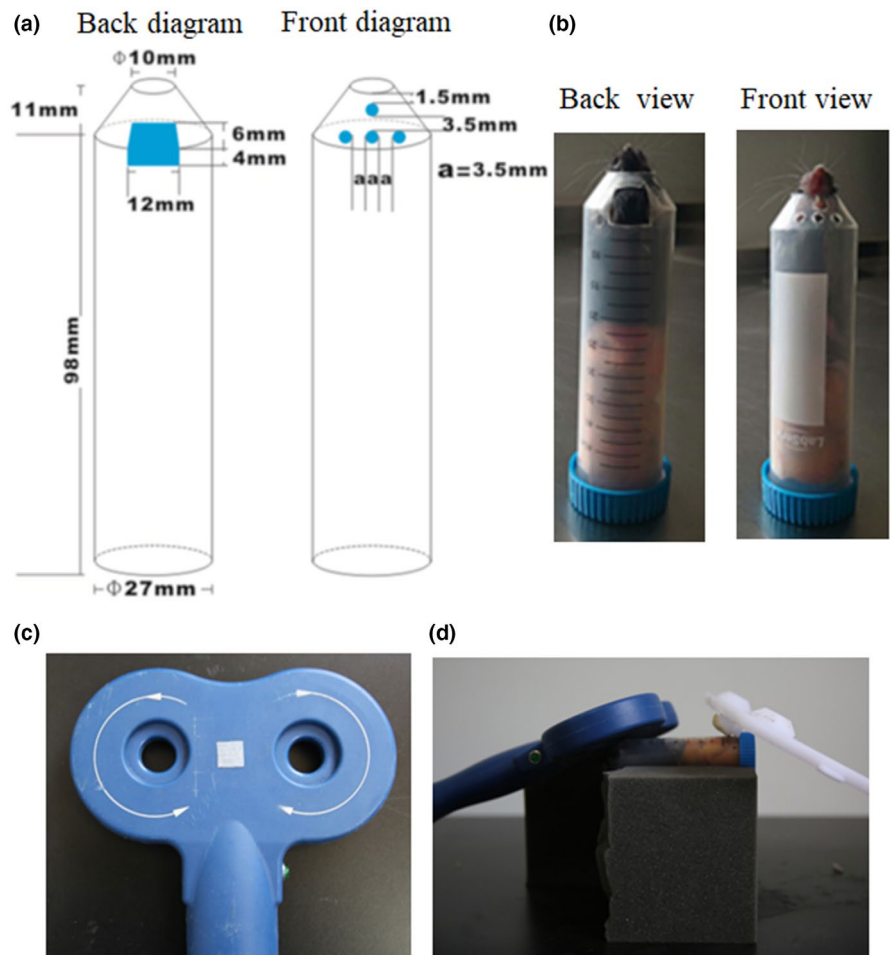 (a)
Back diagram
Front diagram
Φ10mm
11mm
6mm
4mm
12mm
98mm
Φ27mm
1.5mm
3.5mm
aaa
a=3.5mm
(b)
Back view
Front view
(c)
(d)